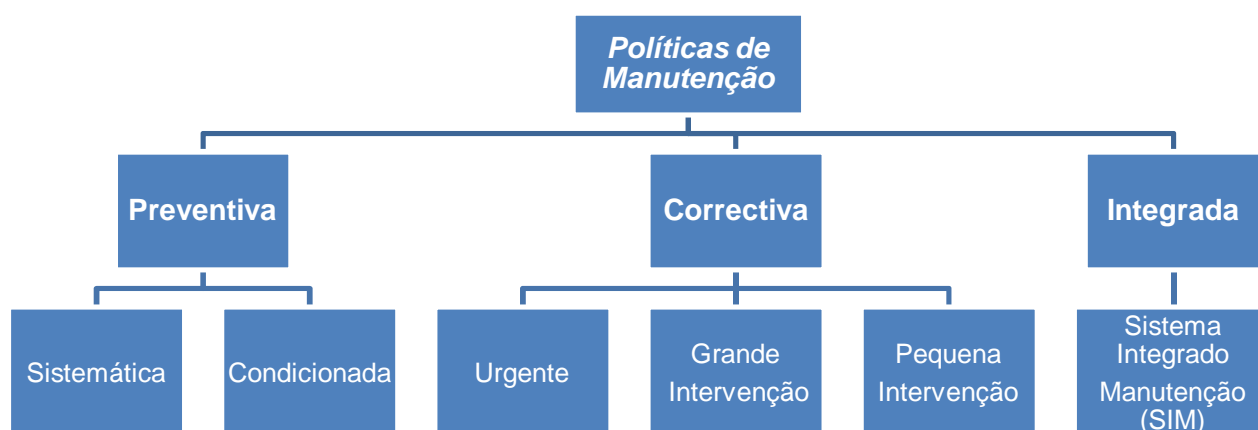 Políticas de
Manutenção
Preventiva
Correctiva
Integrada
Sistemática
Condicionada
Urgente
Grande
Intervenção
Pequena
Intervenção
Sistema
Integrado
Manutenção
(SIM)